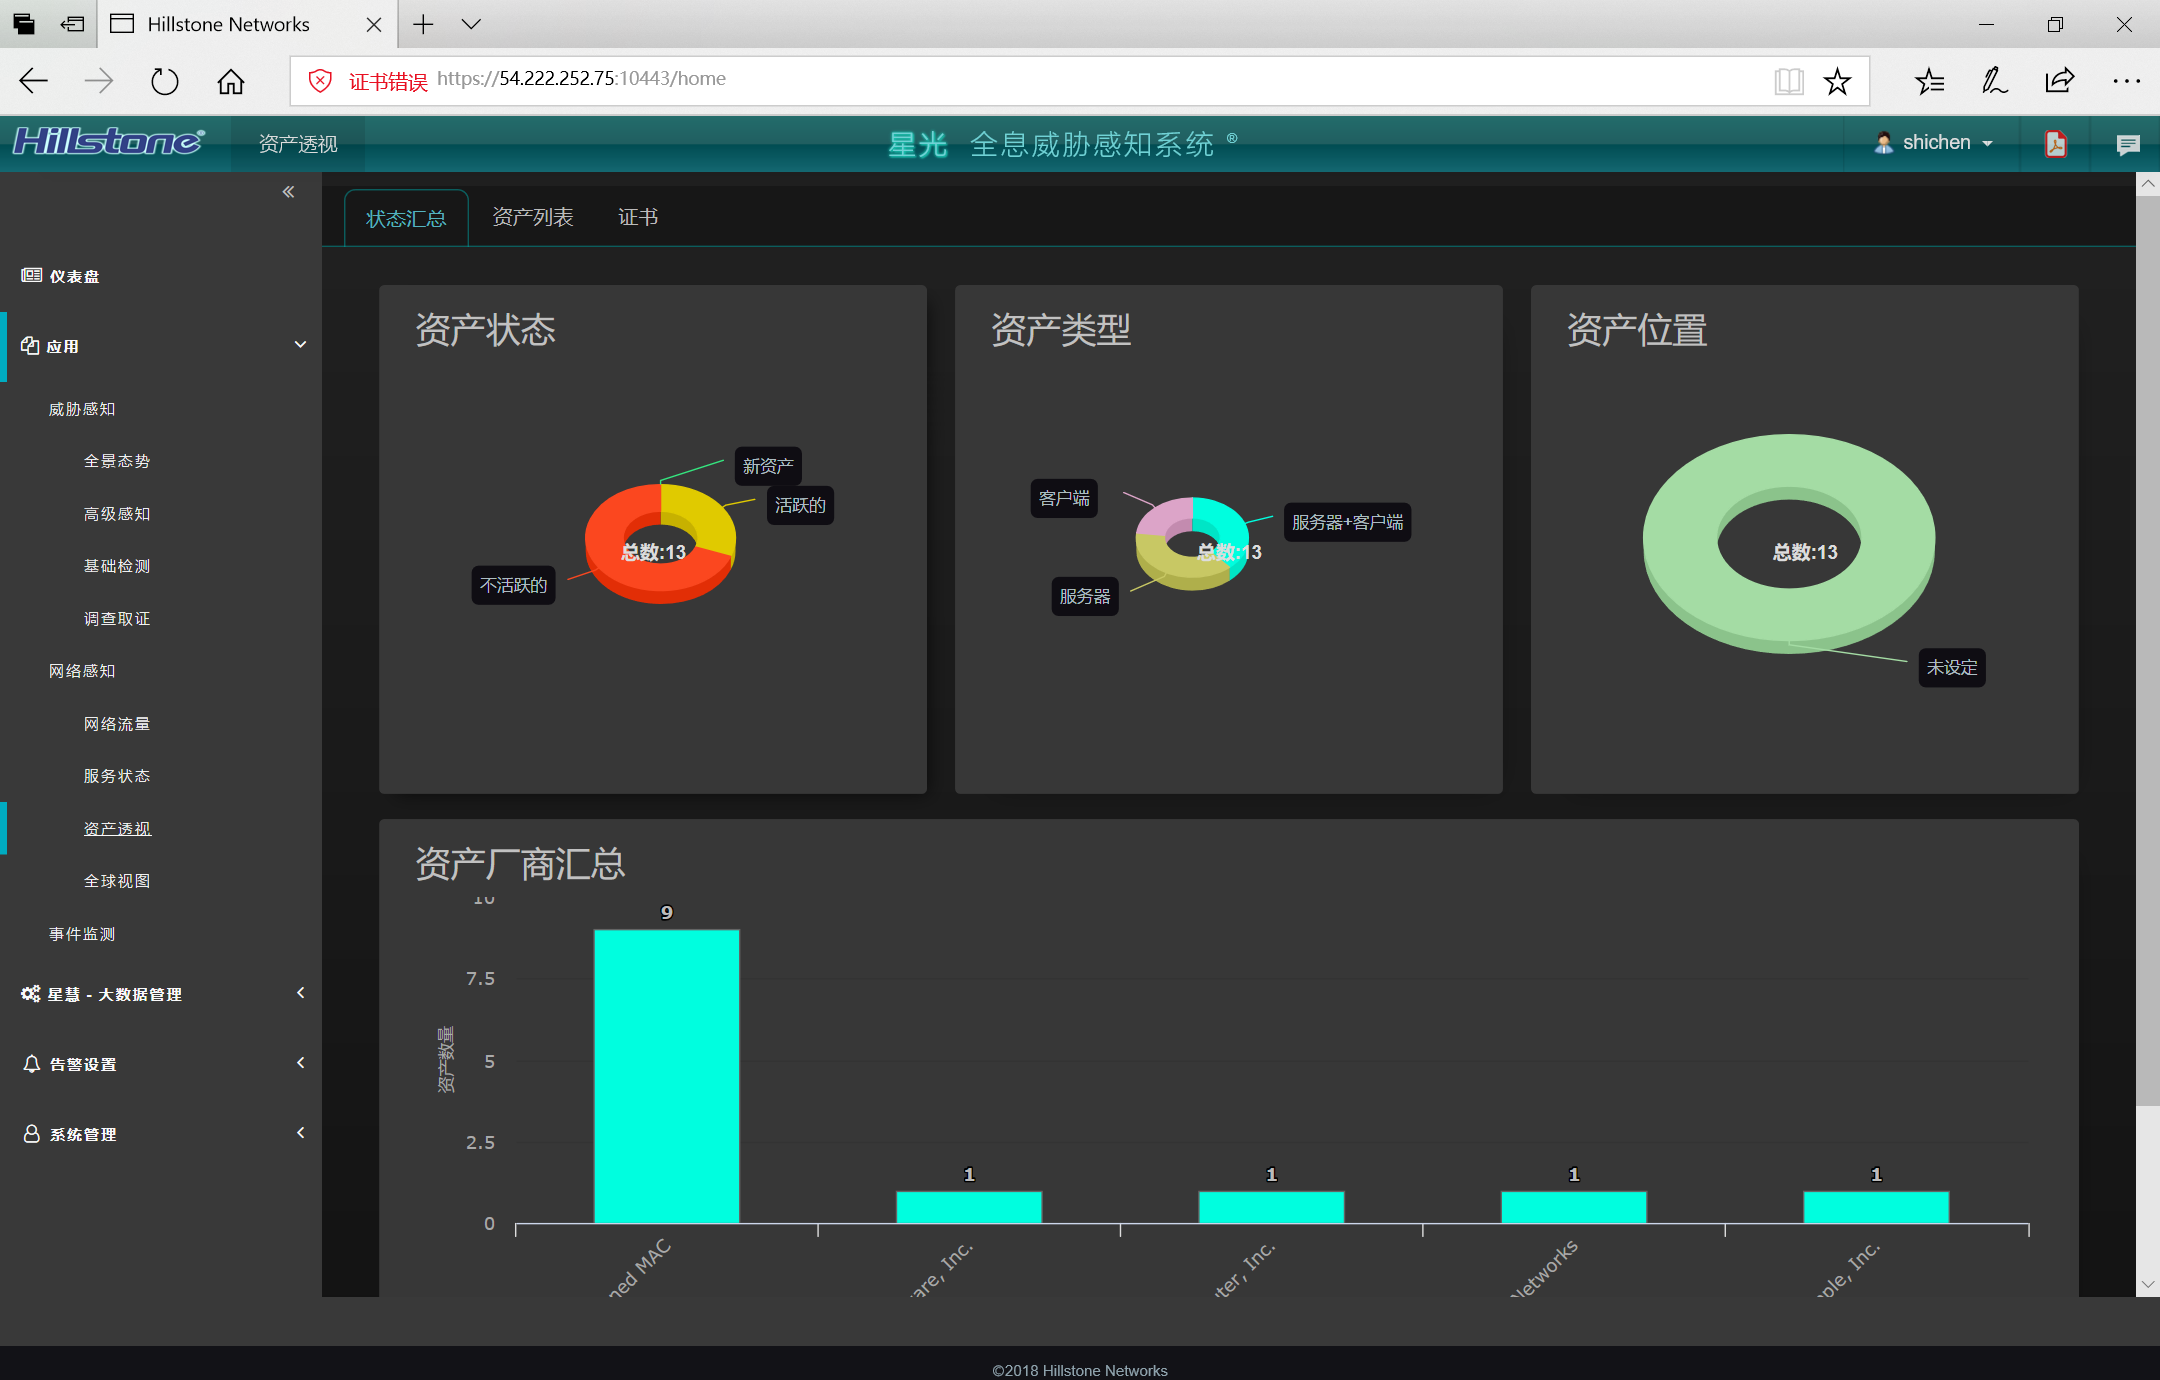 Hillstone Networks
证书错误 https://54.222.252.75:10443/home
Hillstone®
资产透视
星光 全息威胁感知系统 ®
shichen
状态汇总
资产列表
证书
仪表盘
应用
威胁感知
全景态势
高级感知
基础检测
调查取证
网络感知
网络流量
服务状态
资产透视
全球视图
事件监测
星慧 - 大数据管理
告警设置
系统管理
资产状态
新资产
活跃的
总数:13
不活跃的
资产类型
客户端
服务器+客户端
总数:13
服务器
资产位置
总数:13
未设定
资产厂商汇总
资产数量
10
7.5
5
2.5
0
9
1
1
1
1
MAC
Inc.
Inc.
Networks
Inc.
©2018 Hillstone Networks